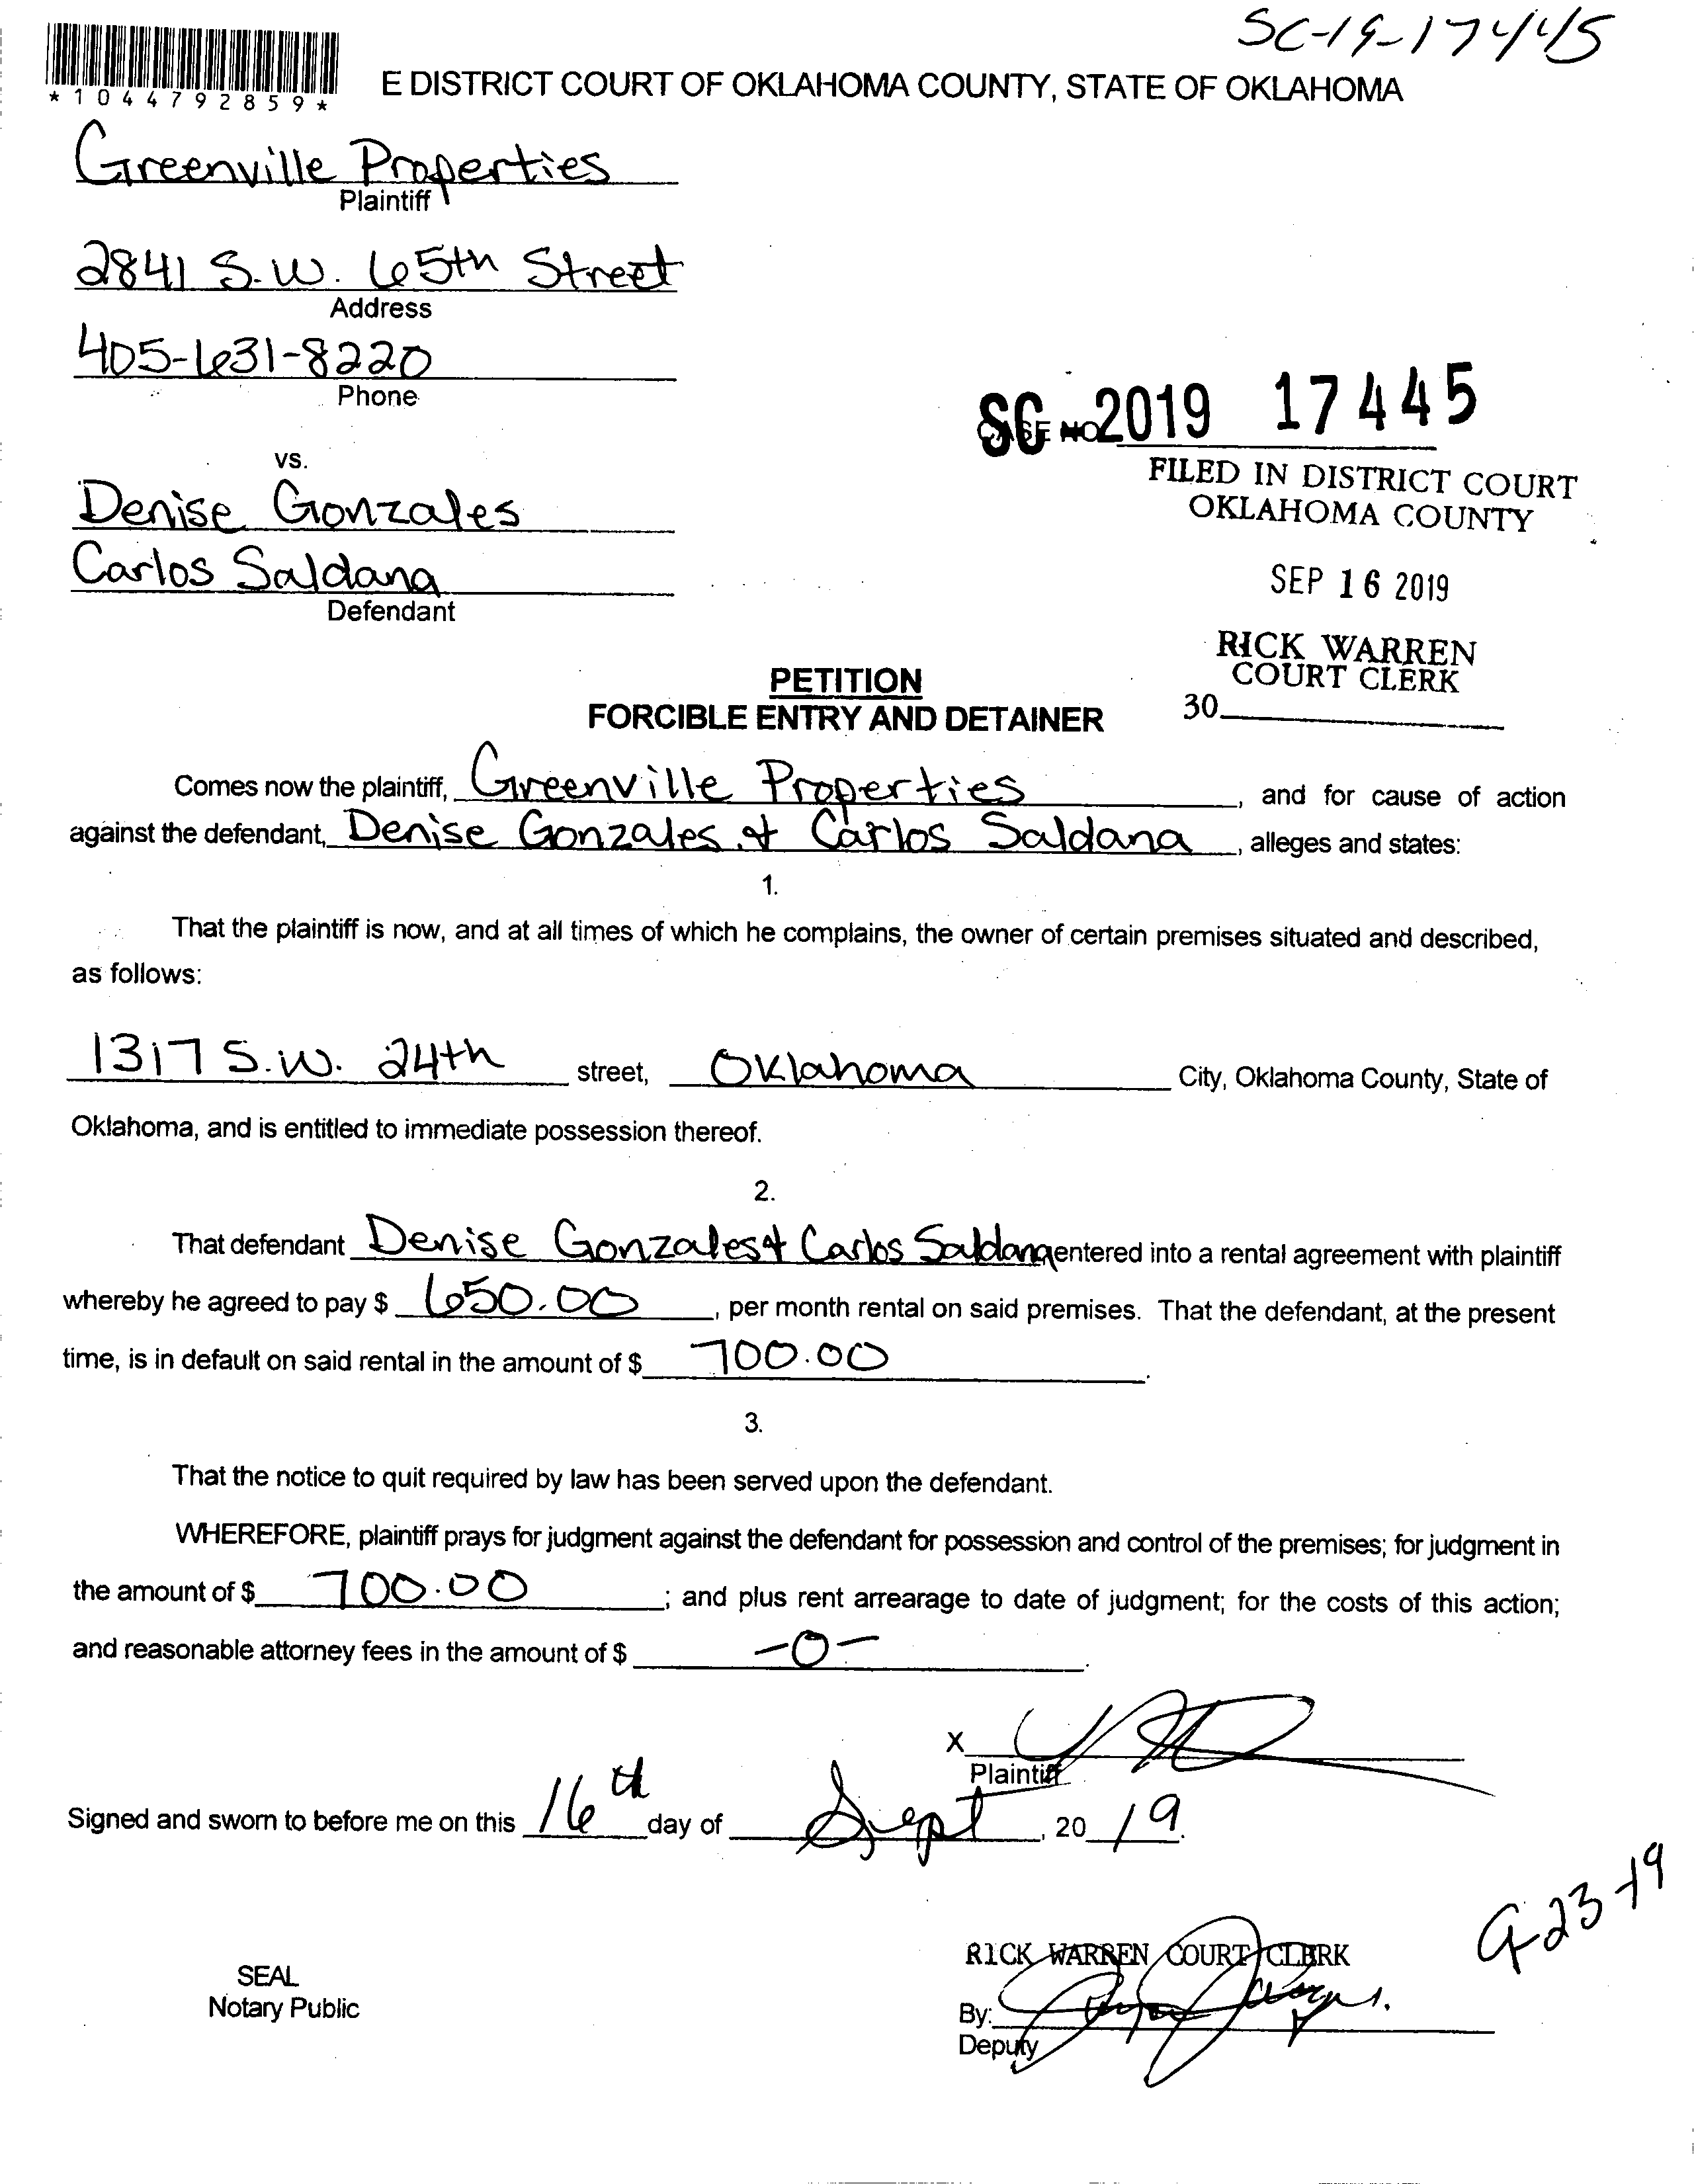 SC-19-17445
*1044792859*
E DISTRICT COURT OF OKLAHOMA COUNTY, STATE OF OKLAHOMA
Greenville Properties
Plaintiff
2841 S.W. 65th Street
Address
405-631-8220
Phone
SC CASE NO. 2019 17445
FILED IN DISTRICT COURT
OKLAHOMA COUNTY
vs.
Denise Gonzales
Carlos Saldana
Defendant
SEP 16 2019
RICK WARREN
COURT CLERK
30
PETITION
FORCIBLE ENTRY AND DETAINER
Comes now the plaintiff, Greenville Properties, and for cause of action
against the defendant, Denise Gonzales & Carlos Saldana, alleges and states:
1.
That the plaintiff is now, and at all times of which he complains, the owner of certain premises situated and described,
as follows:
1317 S.W. 24th street, Oklahoma City, Oklahoma County, State of
Oklahoma, and is entitled to immediate possession thereof.
2.
That defendant Denise Gonzales & Carlos Saldana entered into a rental agreement with plaintiff
whereby he agreed to pay $ 650.00, per month rental on said premises. That the defendant, at the present
time, is in default on said rental in the amount of $ 700.00.
3.
That the notice to quit required by law has been served upon the defendant.
WHEREFORE, plaintiff prays for judgment against the defendant for possession and control of the premises; for judgment in
the amount of $ 700.00; and plus rent arrearage to date of judgment; for the costs of this action;
and reasonable attorney fees in the amount of $ -0-.
X
Plaintiff
Signed and sworn to before me on this 16th day of Sept, 2019.
9-23-19
RICK WARREN COURT CLERK
SEAL
Notary Public
By:
Deputy